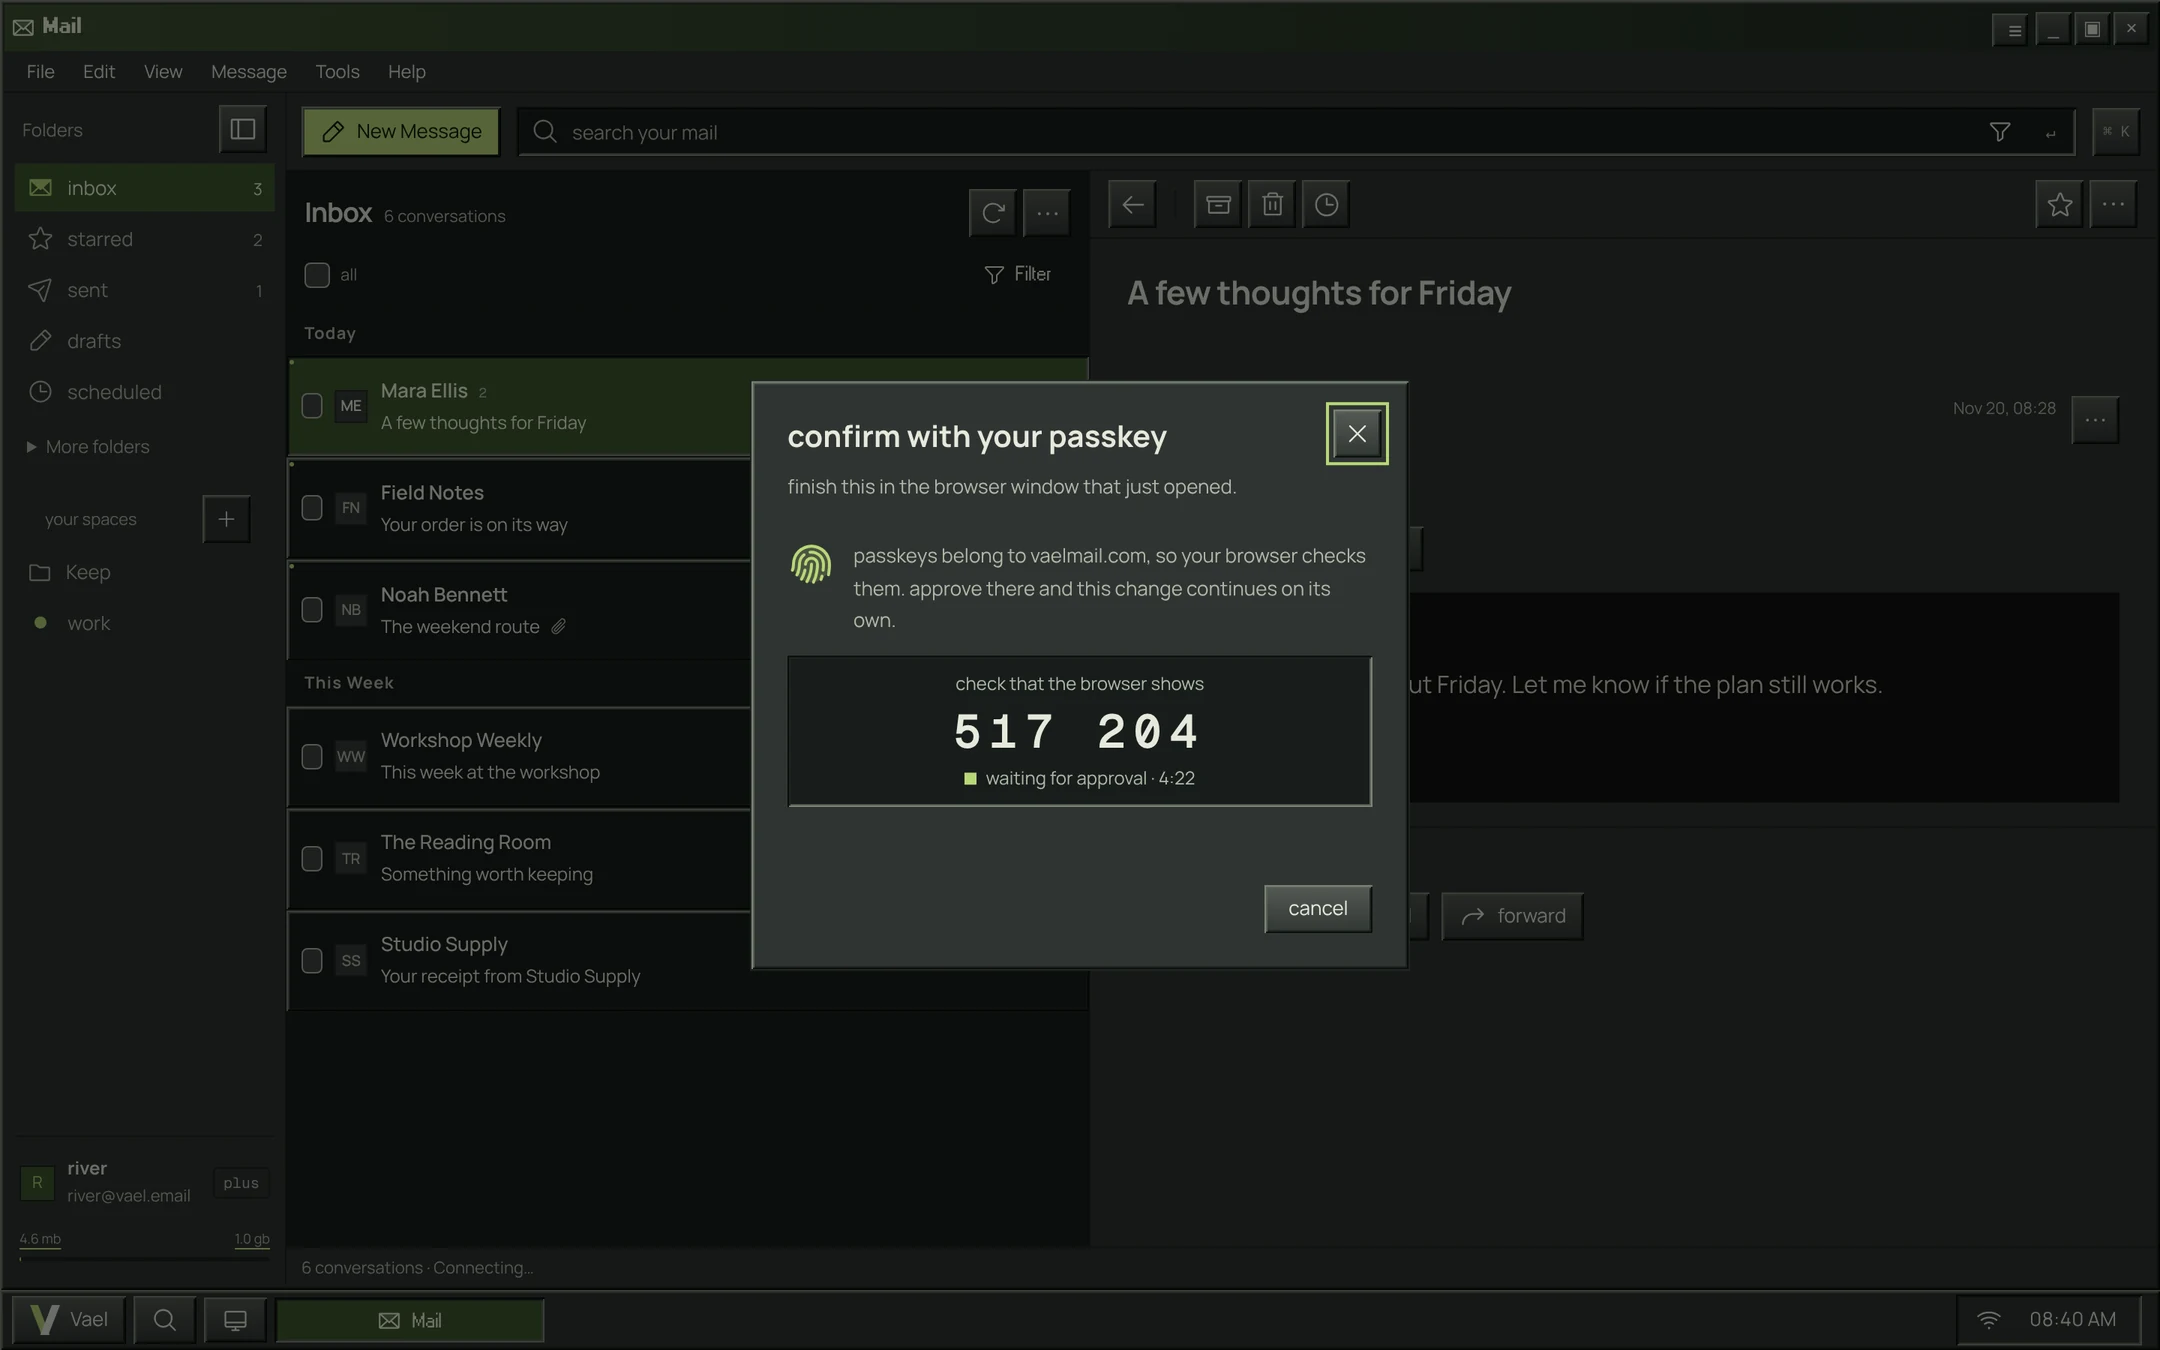 Mail
File Edit View Message Tools Help
Folders
New Message
search your mail
⌘ K
inbox 3
starred 2
sent 1
drafts
scheduled
More folders
your spaces
Keep
work
river
river@vael.email
plus
4.6 mb 1.0 gb
Inbox 6 conversations
all
Filter
Today
ME
Mara Ellis 2
A few thoughts for Friday
FN
Field Notes
Your order is on its way
NB
Noah Bennett
The weekend route
This Week
WW
Workshop Weekly
This week at the workshop
TR
The Reading Room
Something worth keeping
SS
Studio Supply
Your receipt from Studio Supply
6 conversations · Connecting...
A few thoughts for Friday
Nov 20, 08:28
ut Friday. Let me know if the plan still works.
forward
confirm with your passkey
finish this in the browser window that just opened.
passkeys belong to vaelmail.com, so your browser checks
them. approve there and this change continues on its
own.
check that the browser shows
517 204
waiting for approval · 4:22
cancel
R
Vael
Mail
08:40 AM